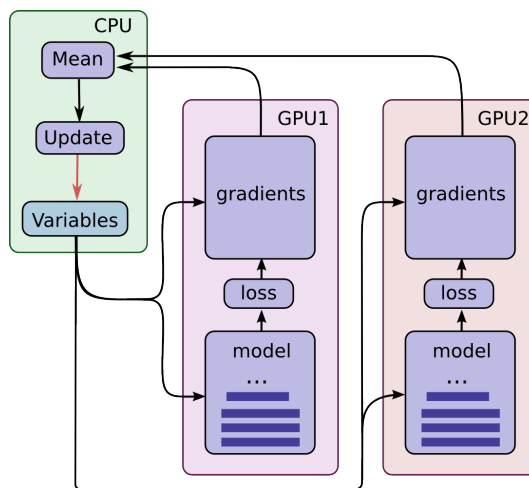 CPU
Mean
Update
Variables
GPU1
gradients
loss
model
...
GPU2
gradients
loss
model
...